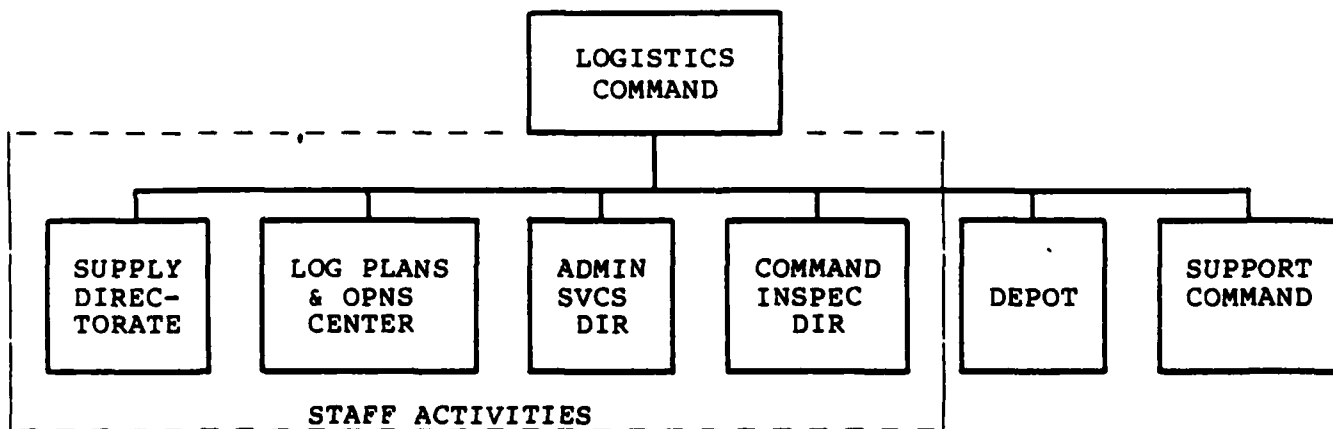 LOGISTICS
COMMAND
SUPPLY
DIREC-
TORATE
LOG PLANS
& OPNS
CENTER
ADMIN
SVCS
DIR
COMMAND
INSPEC
DIR
DEPOT
SUPPORT
COMMAND
STAFF ACTIVITIES